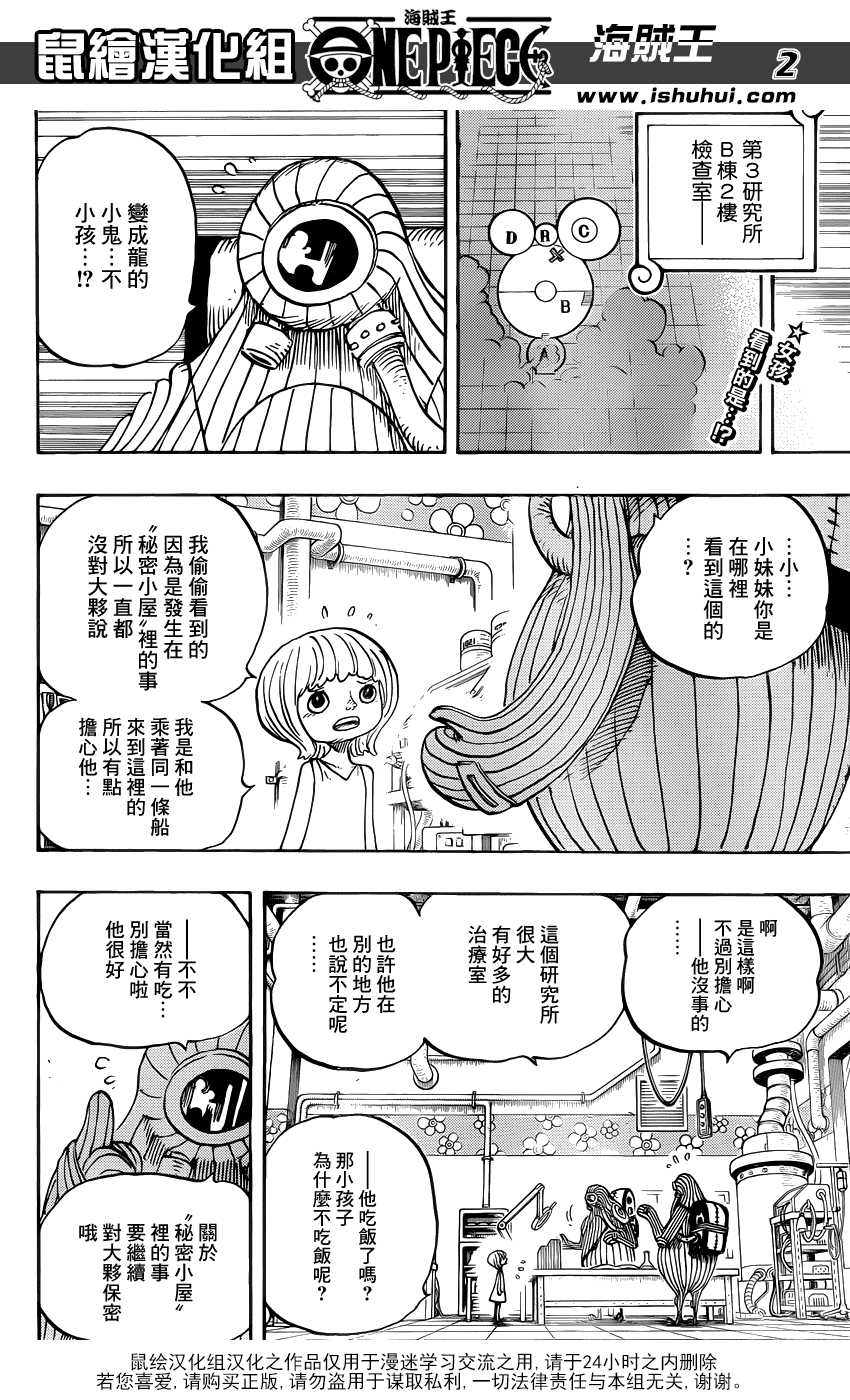 鼠繪漢化組
海賊王
ONE PIECE
海賊王
2
www.ishuhui.com
第3研究所
B棟2樓
檢查室——
D
R
C
B
A
☆女孩
看到的是…!?
變成龍的
小鬼…不
小孩…
!?
…小…
小妹妹你是
在哪裡
看到這個的
…?
我偷偷看到的
因為是發生在
〝秘密小屋〞裡的事
所以一直都
沒對大夥說
我是和他
乘著同一條船
來到這裡的
所以有點
擔心他…
啊
是這樣啊
不過別擔心
——他沒事的
……
這個研究所
很大
有好多的
治療室
也許他在
別的地方
也說不定呢
……
——他吃飯了嗎?
那小孩子
為什麼不吃飯呢?
——不不
當然有吃…
別擔心啦
他很好
關於
〝秘密小屋〞
裡的事
要繼續
對大夥保密
哦
鼠绘汉化组汉化之作品仅用于漫迷学习交流之用, 请于24小时之内删除
若您喜爱, 请购买正版, 请勿盗用于谋取私利, 一切法律责任与本组无关, 谢谢。